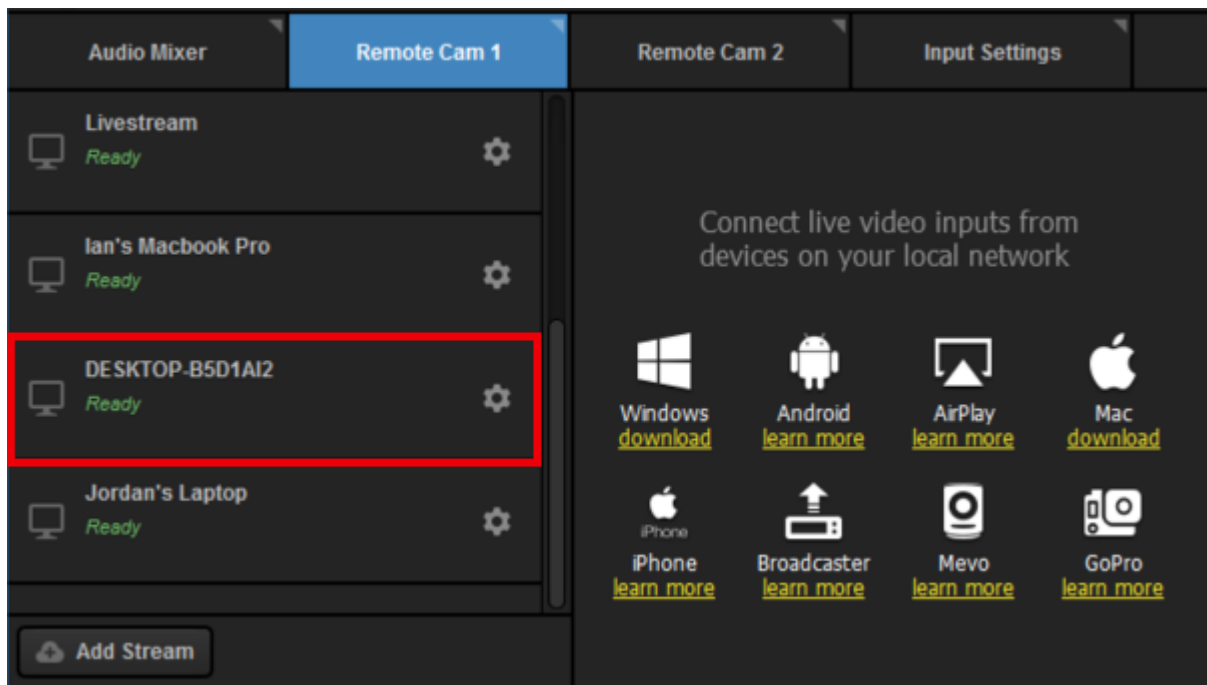 Audio Mixer
Remote Cam 1
Remote Cam 2
Input Settings
Livestream
Ready
Ian's Macbook Pro
Ready
DESKTOP-B5D1AI2
Ready
Jordan's Laptop
Ready
Add Stream
Connect live video inputs from
devices on your local network
Windows
download
Android
learn more
AirPlay
learn more
Mac
download
iPhone
iPhone
learn more
Broadcaster
learn more
Mevo
learn more
GoPro
learn more